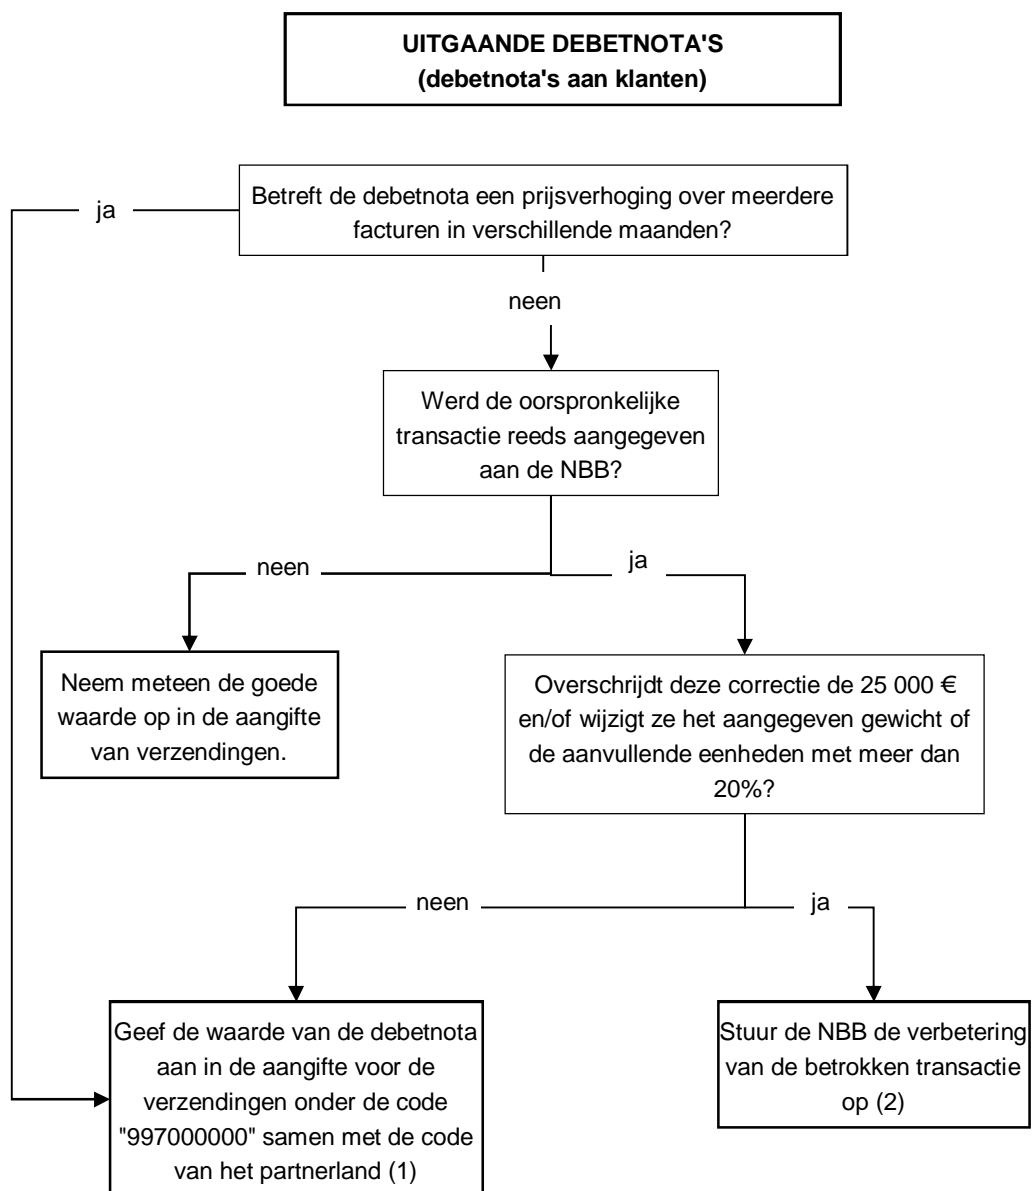 UITGAANDE DEBETNOTA'S
(debetnota's aan klanten)
ja
Betreft de debetnota een prijsverhoging over meerdere
facturen in verschillende maanden?
neen
Werd de oorspronkelijke
transactie reeds aangegeven
aan de NBB?
neen
ja
Neem meteen de goede
waarde op in de aangifte
van verzendingen.
Overschrijdt deze correctie de 25 000 €
en/of wijzigt ze het aangegeven gewicht of
de aanvullende eenheden met meer dan
20%?
neen
ja
Geef de waarde van de debetnota
aan in de aangifte voor de
verzendingen onder de code
"997000000" samen met de code
van het partnerland (1)
Stuur de NBB de verbetering
van de betrokken transactie
op (2)